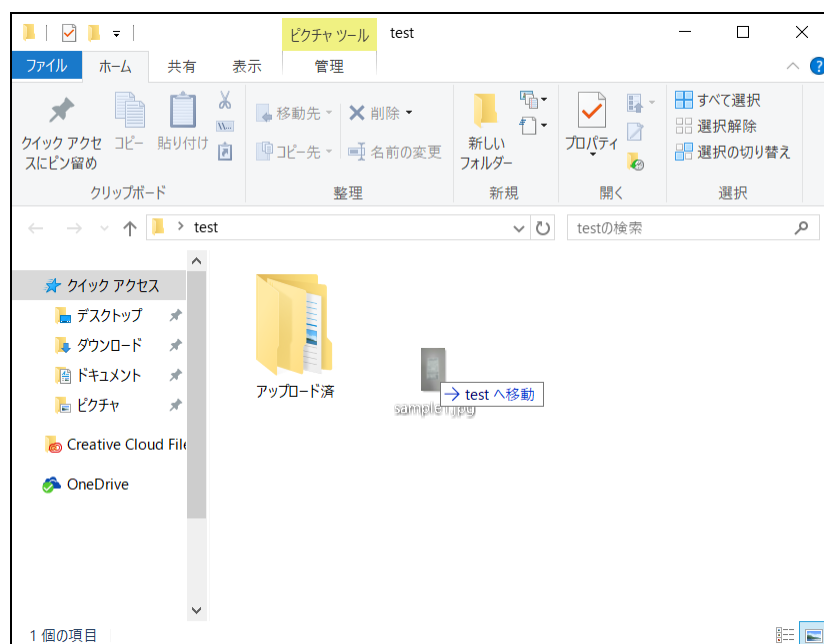 ピクチャ ツール
test
ファイル
ホーム
共有
表示
管理
?
クイック アクセ
スにピン留め
コピー
貼り付け
W...
クリップボード
移動先
コピー先
削除
名前の変更
整理
新しい
フォルダー
新規
プロパティ
開く
すべて選択
選択解除
選択の切り替え
選択
test
testの検索
クイック アクセス
デスクトップ
ダウンロード
ドキュメント
ピクチャ
Creative Cloud File
OneDrive
アップロード済
test へ移動
sample1.jpg
1 個の項目